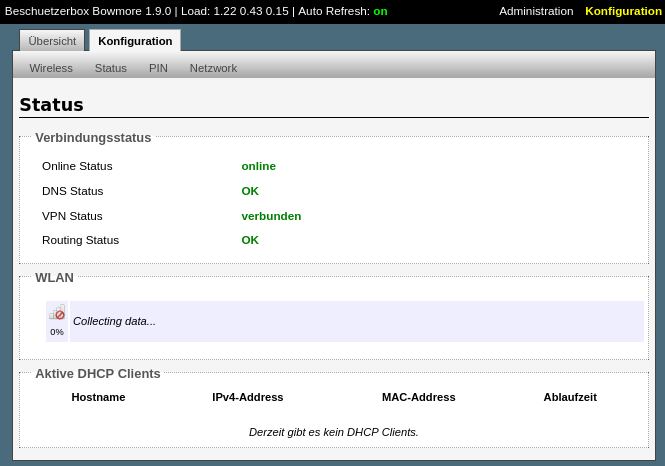 Beschuetzerbox Bowmore 1.9.0 | Load: 1.22 0.43 0.15 | Auto Refresh: on Administration Konfiguration
Übersicht Konfiguration
Wireless Status PIN Netzwork
Status
Verbindungsstatus
Online Status online
DNS Status OK
VPN Status verbunden
Routing Status OK
WLAN
Collecting data...
0%
Aktive DHCP Clients
Hostname IPv4-Address MAC-Address Ablaufzeit
Derzeit gibt es kein DHCP Clients.